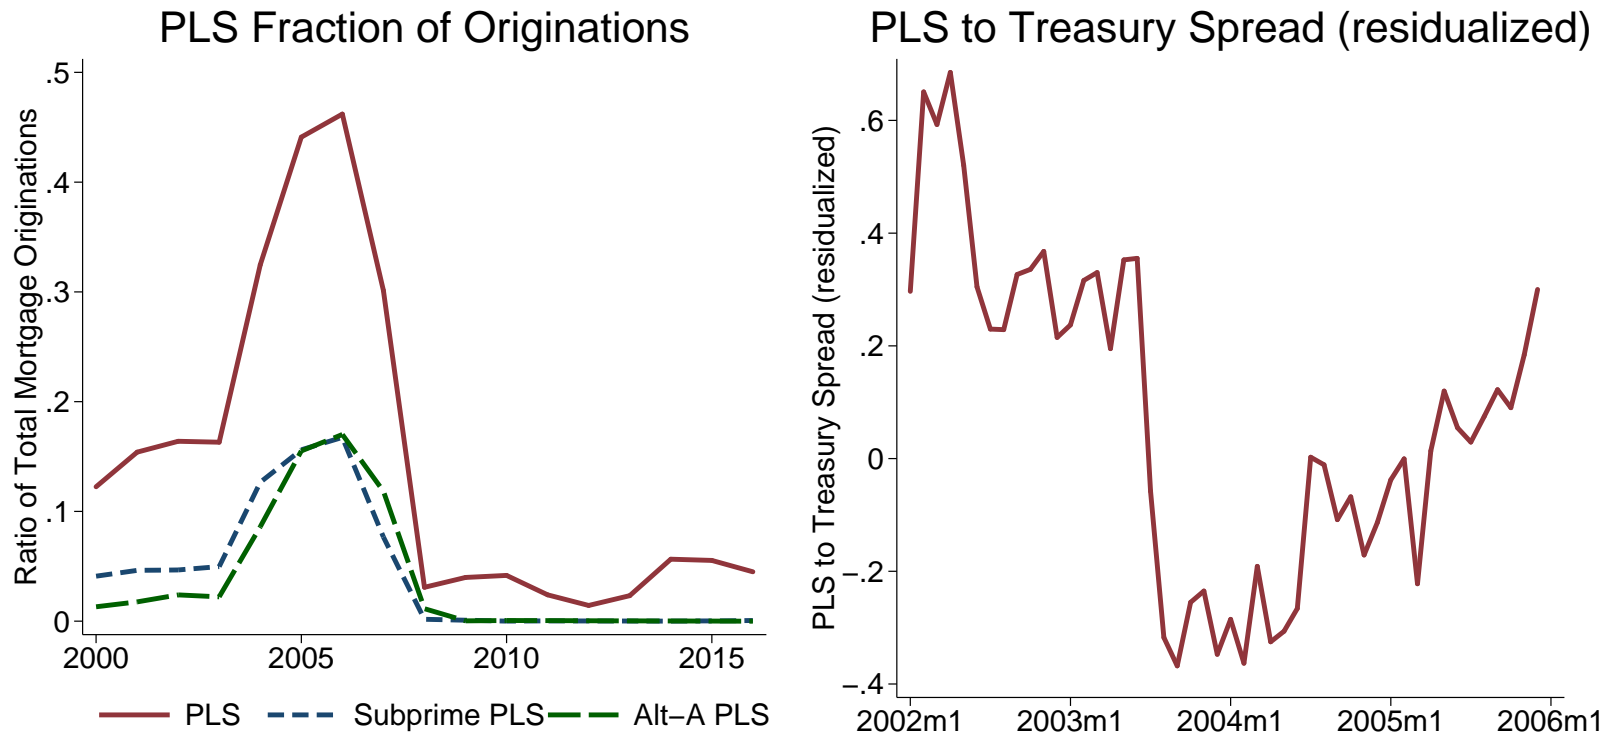 PLS Fraction of Originations
Ratio of Total Mortgage Originations
.5
.4
.3
.2
.1
0
2000 2005 2010 2015
PLS Subprime PLS Alt−A PLS
PLS to Treasury Spread (residualized)
PLS to Treasury Spread (residualized)
.6
.4
.2
0
−.2
−.4
2002m1 2003m1 2004m1 2005m1 2006m1